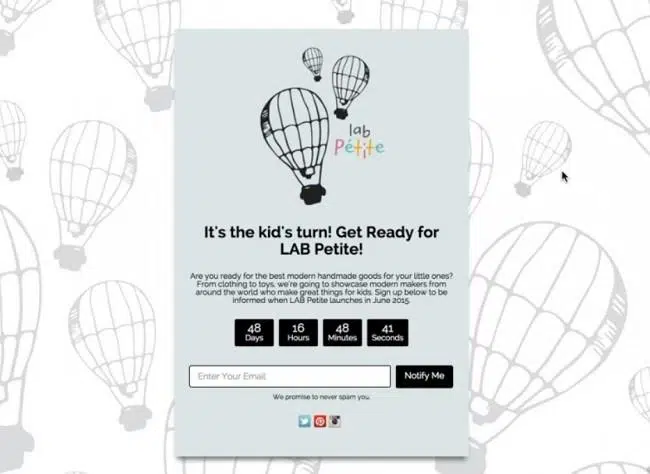 lab
Pétite
It's the kid's turn! Get Ready for
LAB Petite!
Are you ready for the best modern handmade goods for your little ones?
From clothing to toys, we're going to showcase modern makers from
around the world who make great things for kids. Sign up below to be
informed when LAB Petite launches in June 2015.
48 16 48 41
Days Hours Minutes Seconds
Enter Your Email Notify Me
We promise to never spam you.